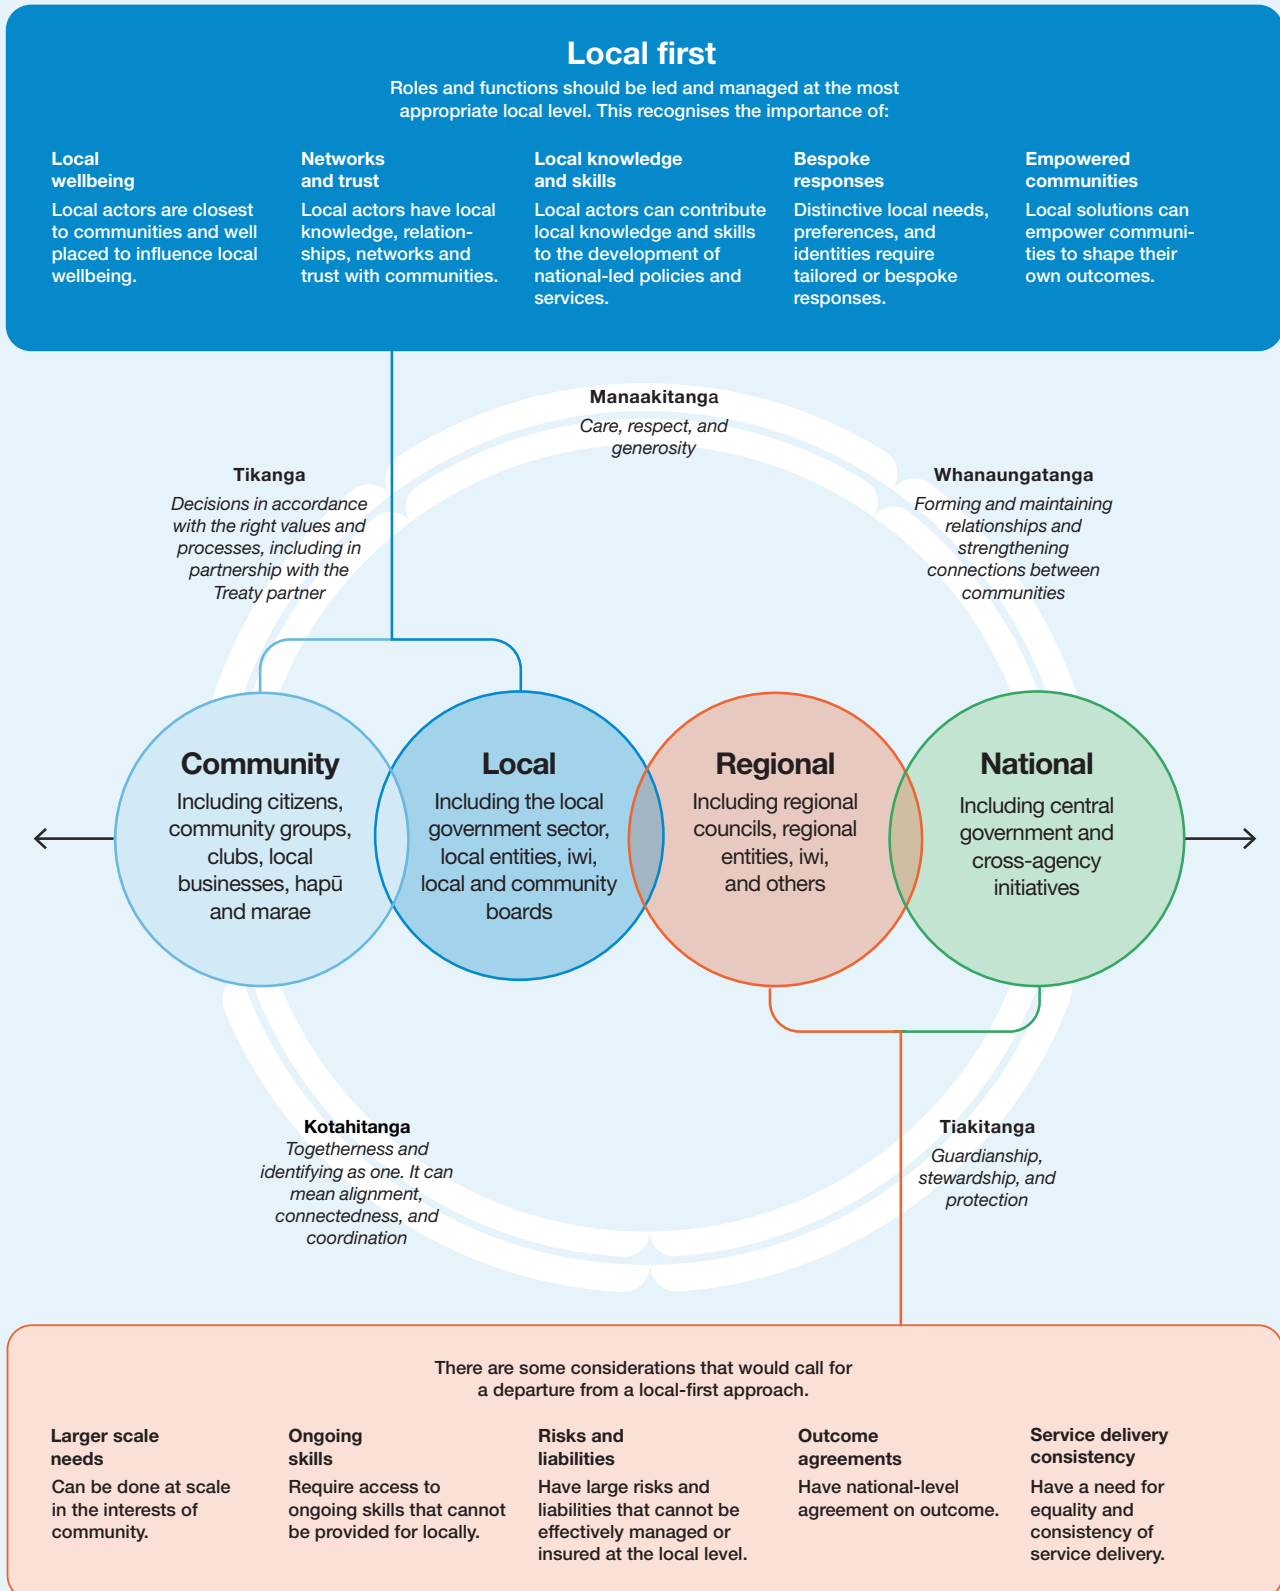 Local first
Roles and functions should be led and managed at the most
appropriate local level. This recognises the importance of:
Local
wellbeing
Local actors are closest
to communities and well
placed to influence local
wellbeing.
Networks
and trust
Local actors have local
knowledge, relation-
ships, networks and
trust with communities.
Local knowledge
and skills
Local actors can contribute
local knowledge and skills
to the development of
national-led policies and
services.
Bespoke
responses
Distinctive local needs,
preferences, and
identities require
tailored or bespoke
responses.
Empowered
communities
Local solutions can
empower communi-
ties to shape their
own outcomes.
Manaakitanga
Care, respect, and
generosity
Tikanga
Decisions in accordance
with the right values and
processes, including in
partnership with the
Treaty partner
Whanaungatanga
Forming and maintaining
relationships and
strengthening
connections between
communities
Community
Including citizens,
community groups,
clubs, local
businesses, hapū
and marae
Local
Including the local
government sector,
local entities, iwi,
local and community
boards
Regional
Including regional
councils, regional
entities, iwi,
and others
National
Including central
government and
cross-agency
initiatives
Kotahitanga
Togetherness and
identifying as one. It can
mean alignment,
connectedness, and
coordination
Tiakitanga
Guardianship,
stewardship, and
protection
There are some considerations that would call for
a departure from a local-first approach.
Larger scale
needs
Can be done at scale
in the interests of
community.
Ongoing
skills
Require access to
ongoing skills that cannot
be provided for locally.
Risks and
liabilities
Have large risks and
liabilities that cannot be
effectively managed or
insured at the local level.
Outcome
agreements
Have national-level
agreement on outcome.
Service delivery
consistency
Have a need for
equality and
consistency of
service delivery.